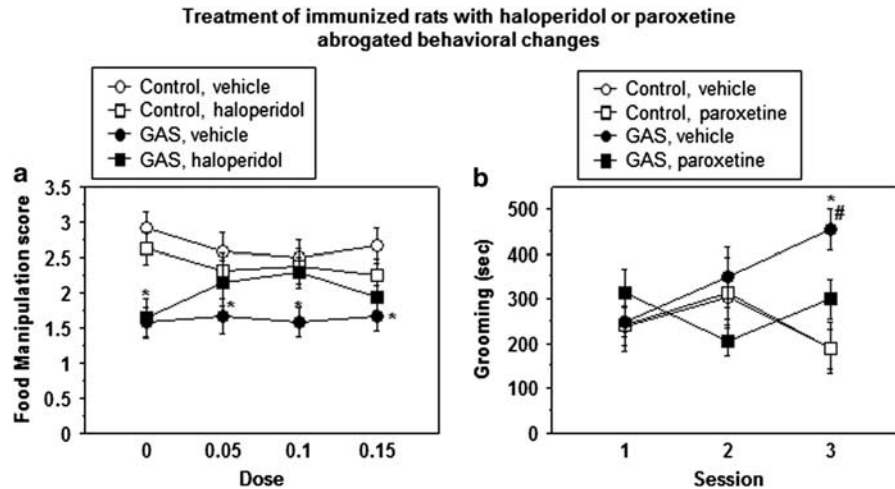 Treatment of immunized rats with haloperidol or paroxetine
abrogated behavioral changes
Control, vehicle
Control, haloperidol
GAS, vehicle
GAS, haloperidol
a
Food Manipulation score
3.5
3
2.5
2
1.5
1
0.5
0
*
*
*
*
0 0.05 0.1 0.15
Dose
Control, vehicle
Control, paroxetine
GAS, vehicle
GAS, paroxetine
b
Grooming (sec)
500
400
300
200
100
0
*
#
1 2 3
Session